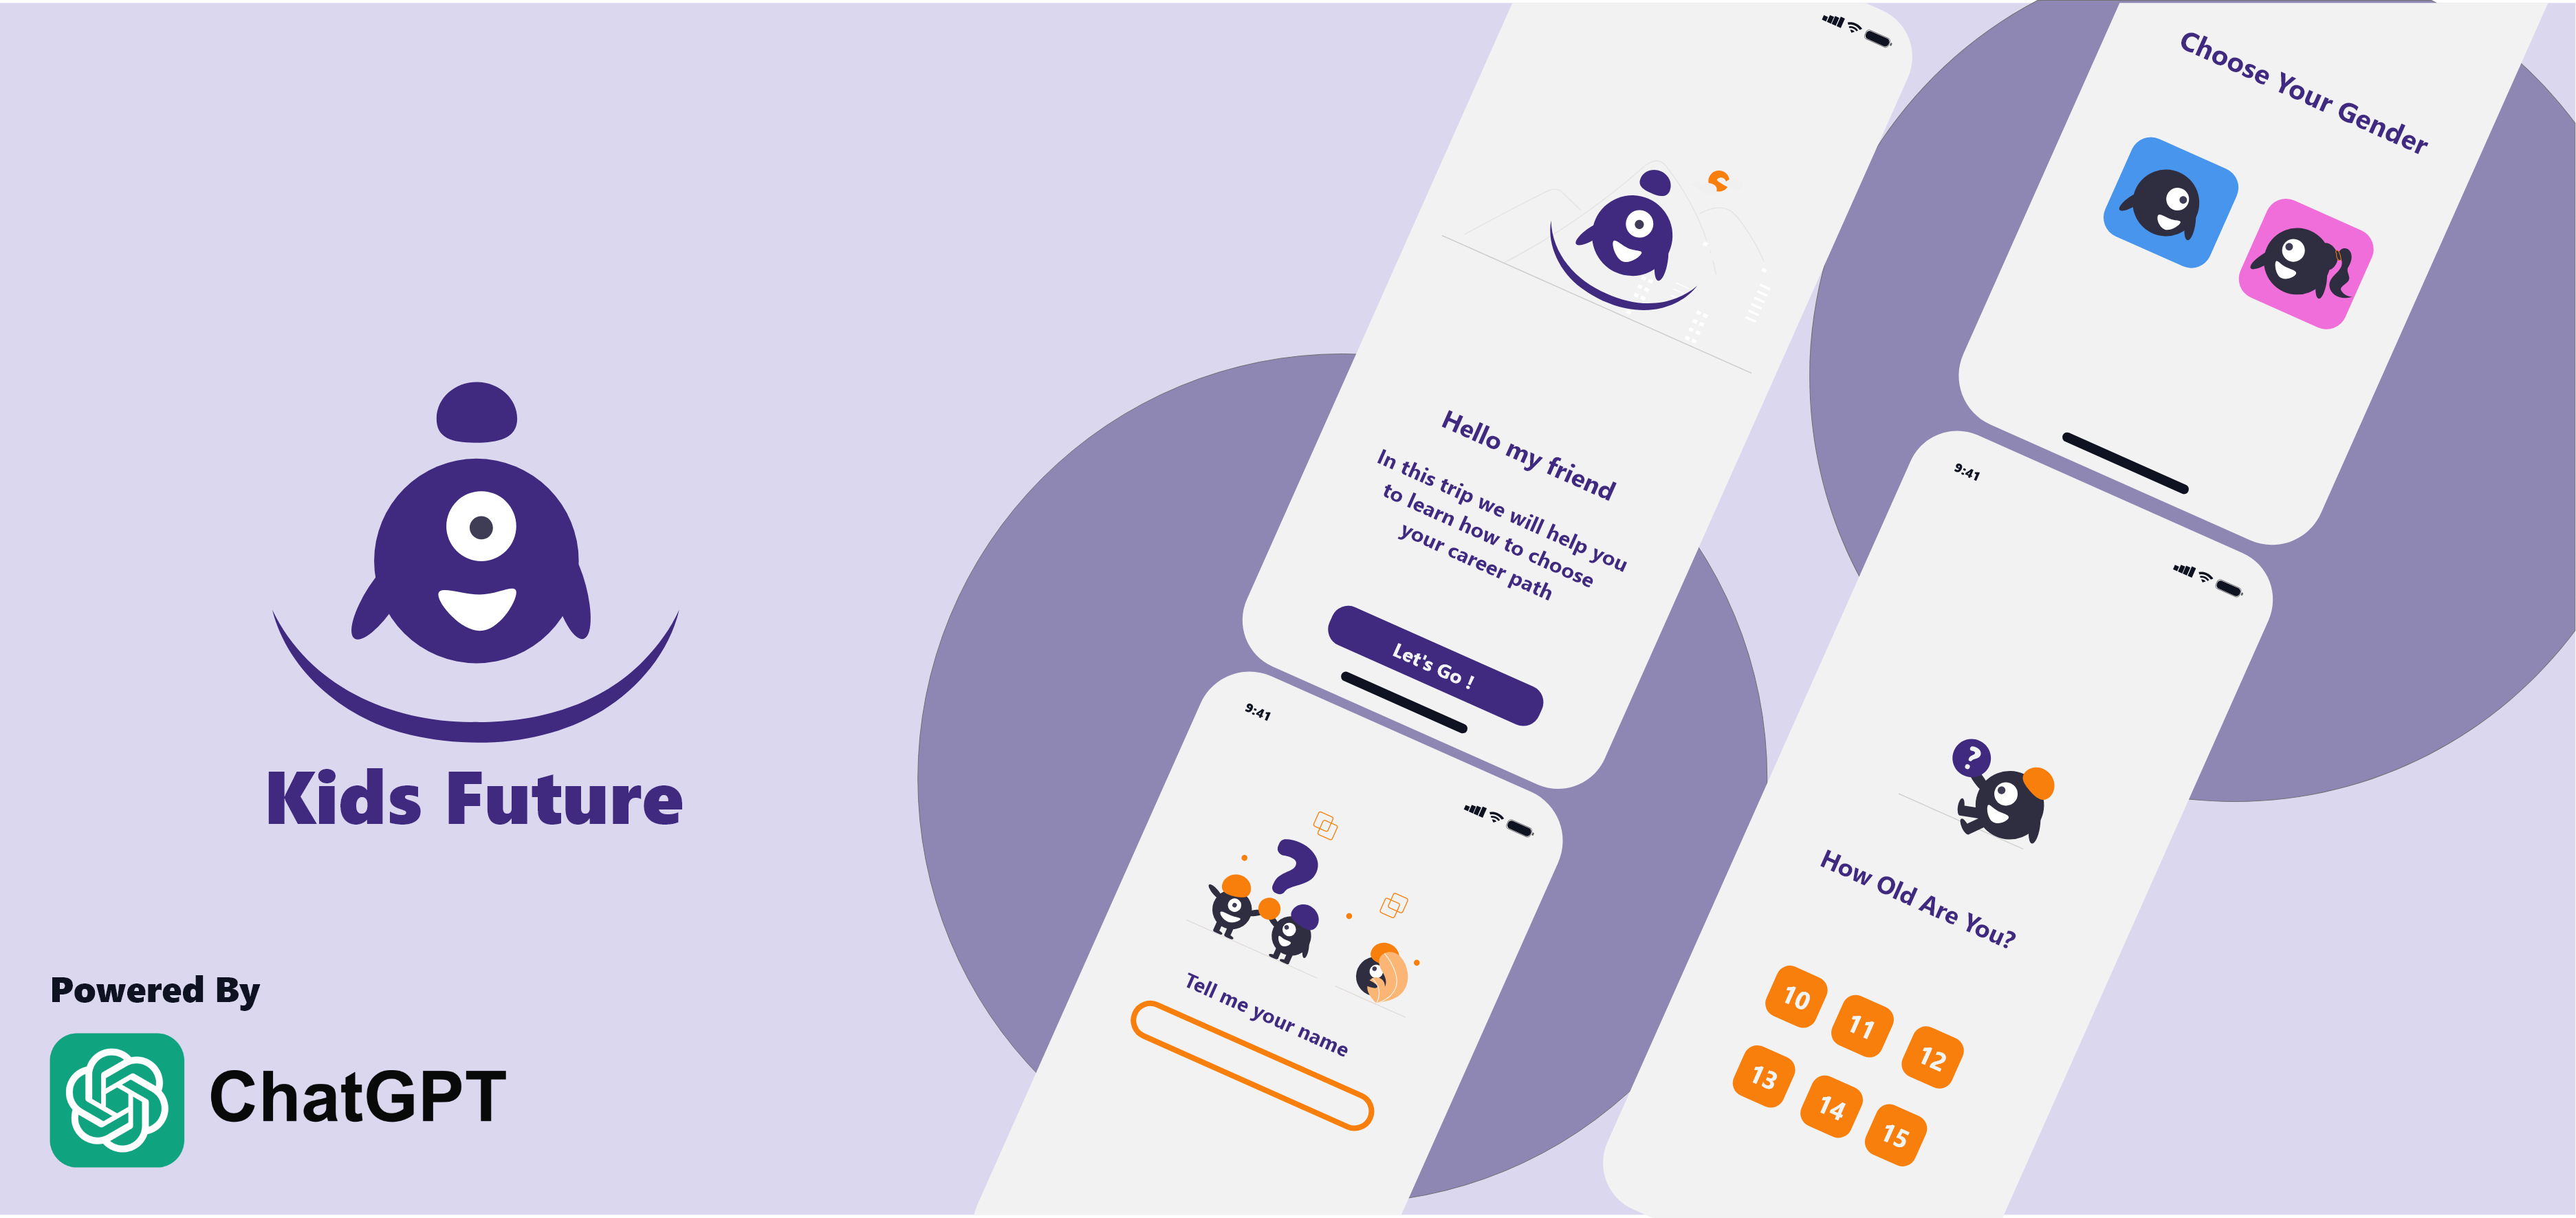 Kids Future
Powered By
ChatGPT
Hello my friend
In this trip we will help you
to learn how to choose
your career path
Let's Go !
9:41
?
Tell me your name
Choose Your Gender
9:41
?
How Old Are You?
10 11 12
13 14 15